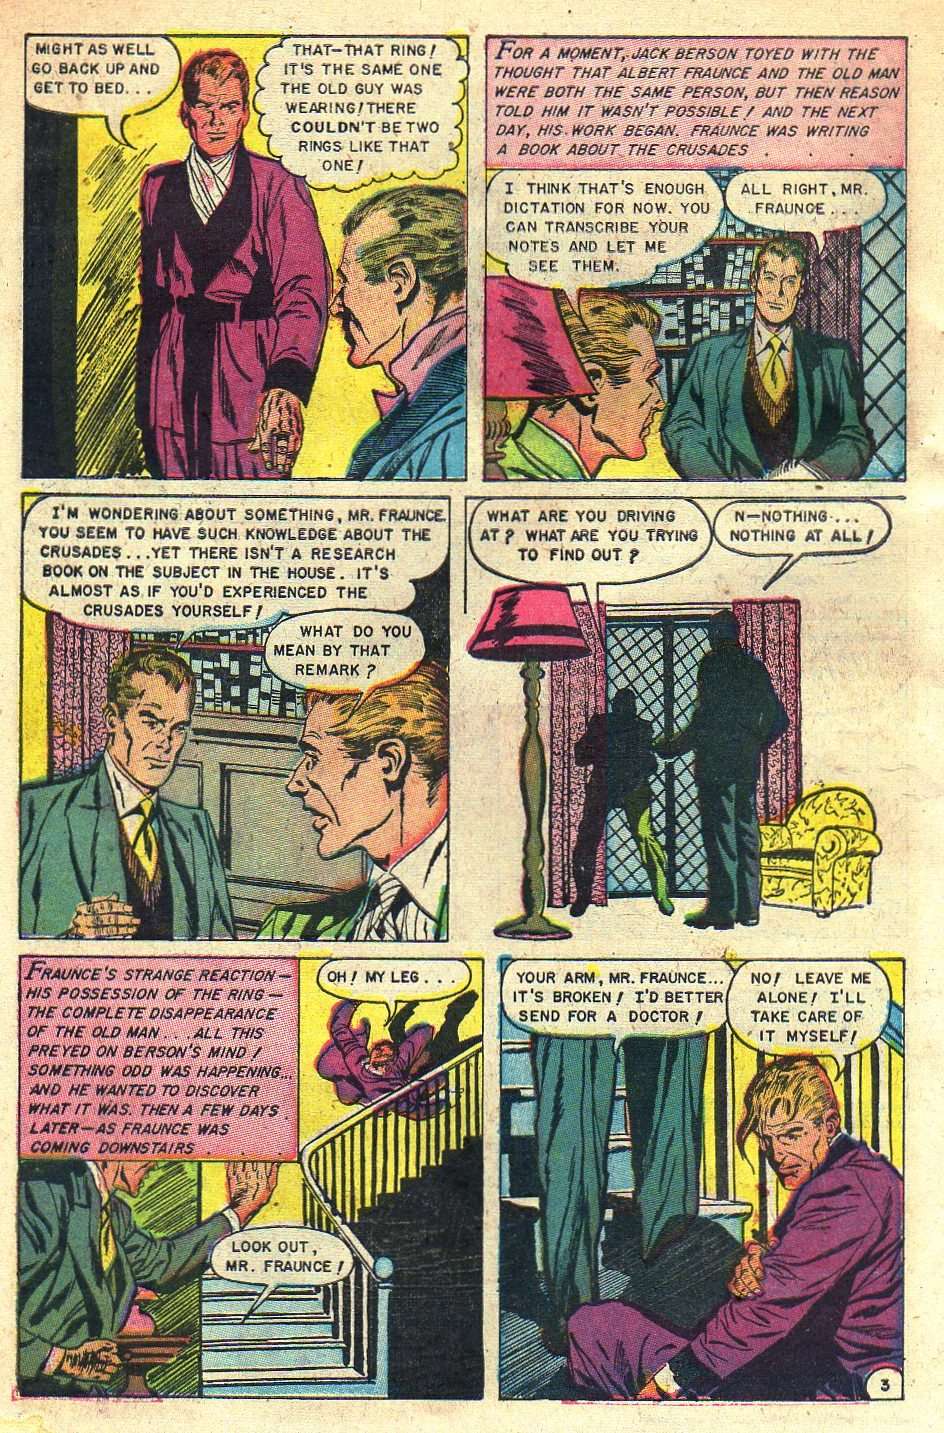 MIGHT AS WELL
GO BACK UP AND
GET TO BED...
THAT-THAT RING!
IT'S THE SAME ONE
THE OLD GUY WAS
WEARING! THERE
COULDN'T BE TWO
RINGS LIKE THAT
ONE!
FOR A MOMENT, JACK BERSON TOYED WITH THE
THOUGHT THAT ALBERT FRAUNCE AND THE OLD MAN
WERE BOTH THE SAME PERSON, BUT THEN REASON
TOLD HIM IT WASN'T POSSIBLE! AND THE NEXT
DAY, HIS WORK BEGAN. FRAUNCE WAS WRITING
A BOOK ABOUT THE CRUSADES . .
I THINK THAT'S ENOUGH
DICTATION FOR NOW. YOU
CAN TRANSCRIBE YOUR
NOTES AND LET ME
SEE THEM.
ALL RIGHT, MR.
FRAUNCE...
I'M WONDERING ABOUT SOMETHING, MR. FRAUNCE.
YOU SEEM TO HAVE SUCH KNOWLEDGE ABOUT THE
CRUSADES...YET THERE ISN'T A RESEARCH
BOOK ON THE SUBJECT IN THE HOUSE. IT'S
ALMOST AS IF YOU'D EXPERIENCED THE
CRUSADES YOURSELF!
WHAT DO YOU
MEAN BY THAT
REMARK?
WHAT ARE YOU DRIVING
AT? WHAT ARE YOU TRYING
TO FIND OUT?
N-NOTHING...
NOTHING AT ALL!
FRAUNCE'S STRANGE REACTION-
HIS POSSESSION OF THE RING-
THE COMPLETE DISAPPEARANCE
OF THE OLD MAN... ALL THIS
PREYED ON BERSON'S MIND!
SOMETHING ODD WAS HAPPENING...
AND HE WANTED TO DISCOVER
WHAT IT WAS. THEN A FEW DAYS
LATER-AS FRAUNCE WAS
COMING DOWNSTAIRS . .
OH! MY LEG...
LOOK OUT,
MR. FRAUNCE!
YOUR ARM, MR. FRAUNCE...
IT'S BROKEN! I'D BETTER
SEND FOR A DOCTOR!
NO! LEAVE ME
ALONE! I'LL
TAKE CARE OF
IT MYSELF!
3